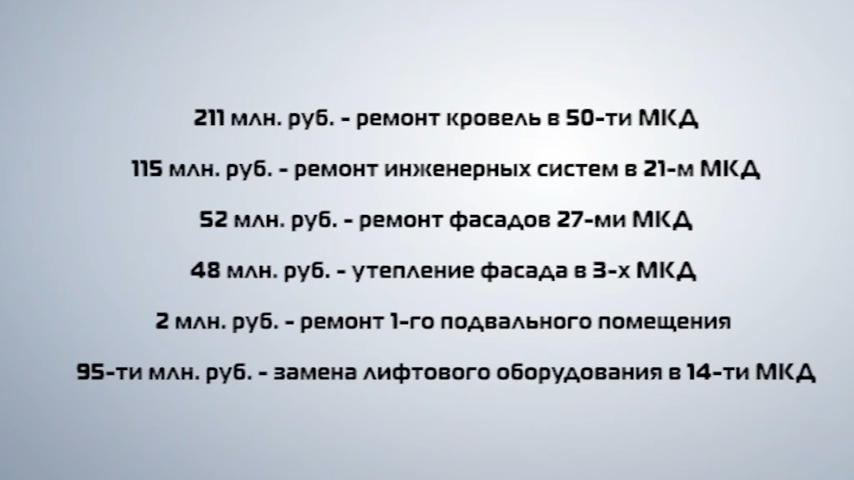 211 млн. руб. - ремонт кровель в 50-ти МКД
115 млн. руб. - ремонт инженерных систем в 21-м МКД
52 млн. руб. - ремонт фасадов 27-ми МКД
48 млн. руб. - утепление фасада в 3-х МКД
2 млн. руб. - ремонт 1-го подвального помещения
95-ти млн. руб. - замена лифтового оборудования в 14-ти МКД